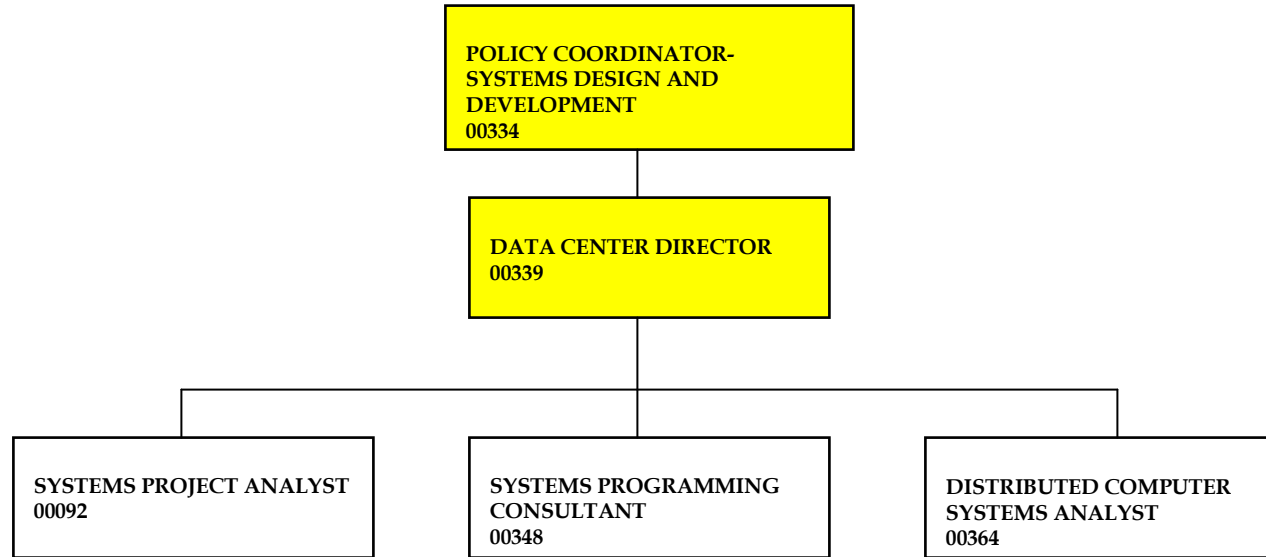 POLICY COORDINATOR-
SYSTEMS DESIGN AND
DEVELOPMENT
00334
DATA CENTER DIRECTOR
00339
SYSTEMS PROJECT ANALYST
00092
SYSTEMS PROGRAMMING
CONSULTANT
00348
DISTRIBUTED COMPUTER
SYSTEMS ANALYST
00364